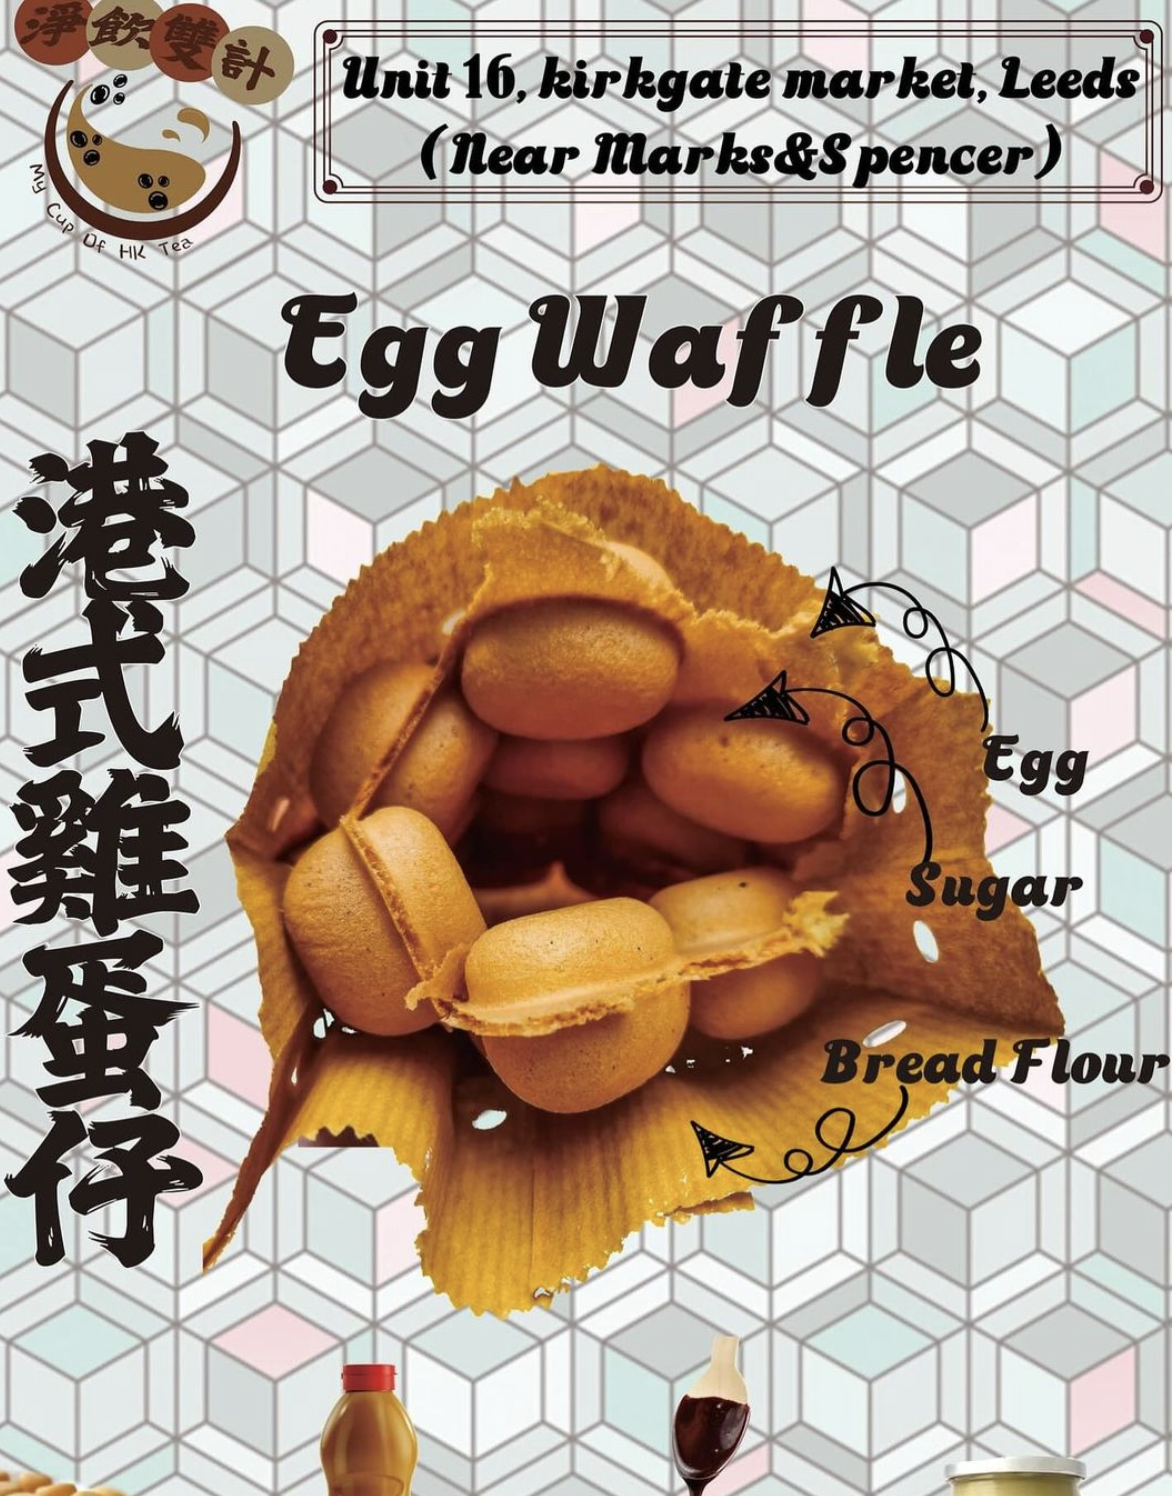 淨飲雙計
My Cup Of HK Tea
Unit 16, kirkgate market, Leeds
(Near Marks&Spencer)
Egg Waffle
港式雞蛋仔
Egg
Sugar
Bread Flour